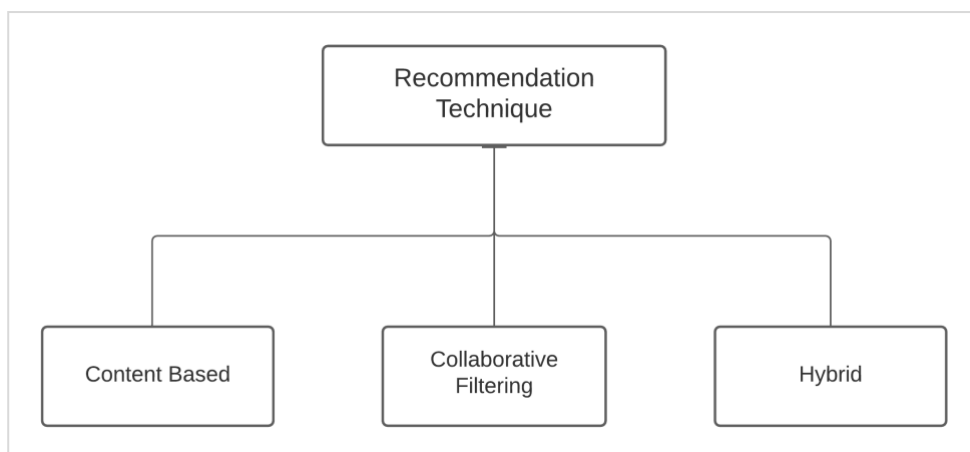 Recommendation
Technique
Content Based
Collaborative
Filtering
Hybrid